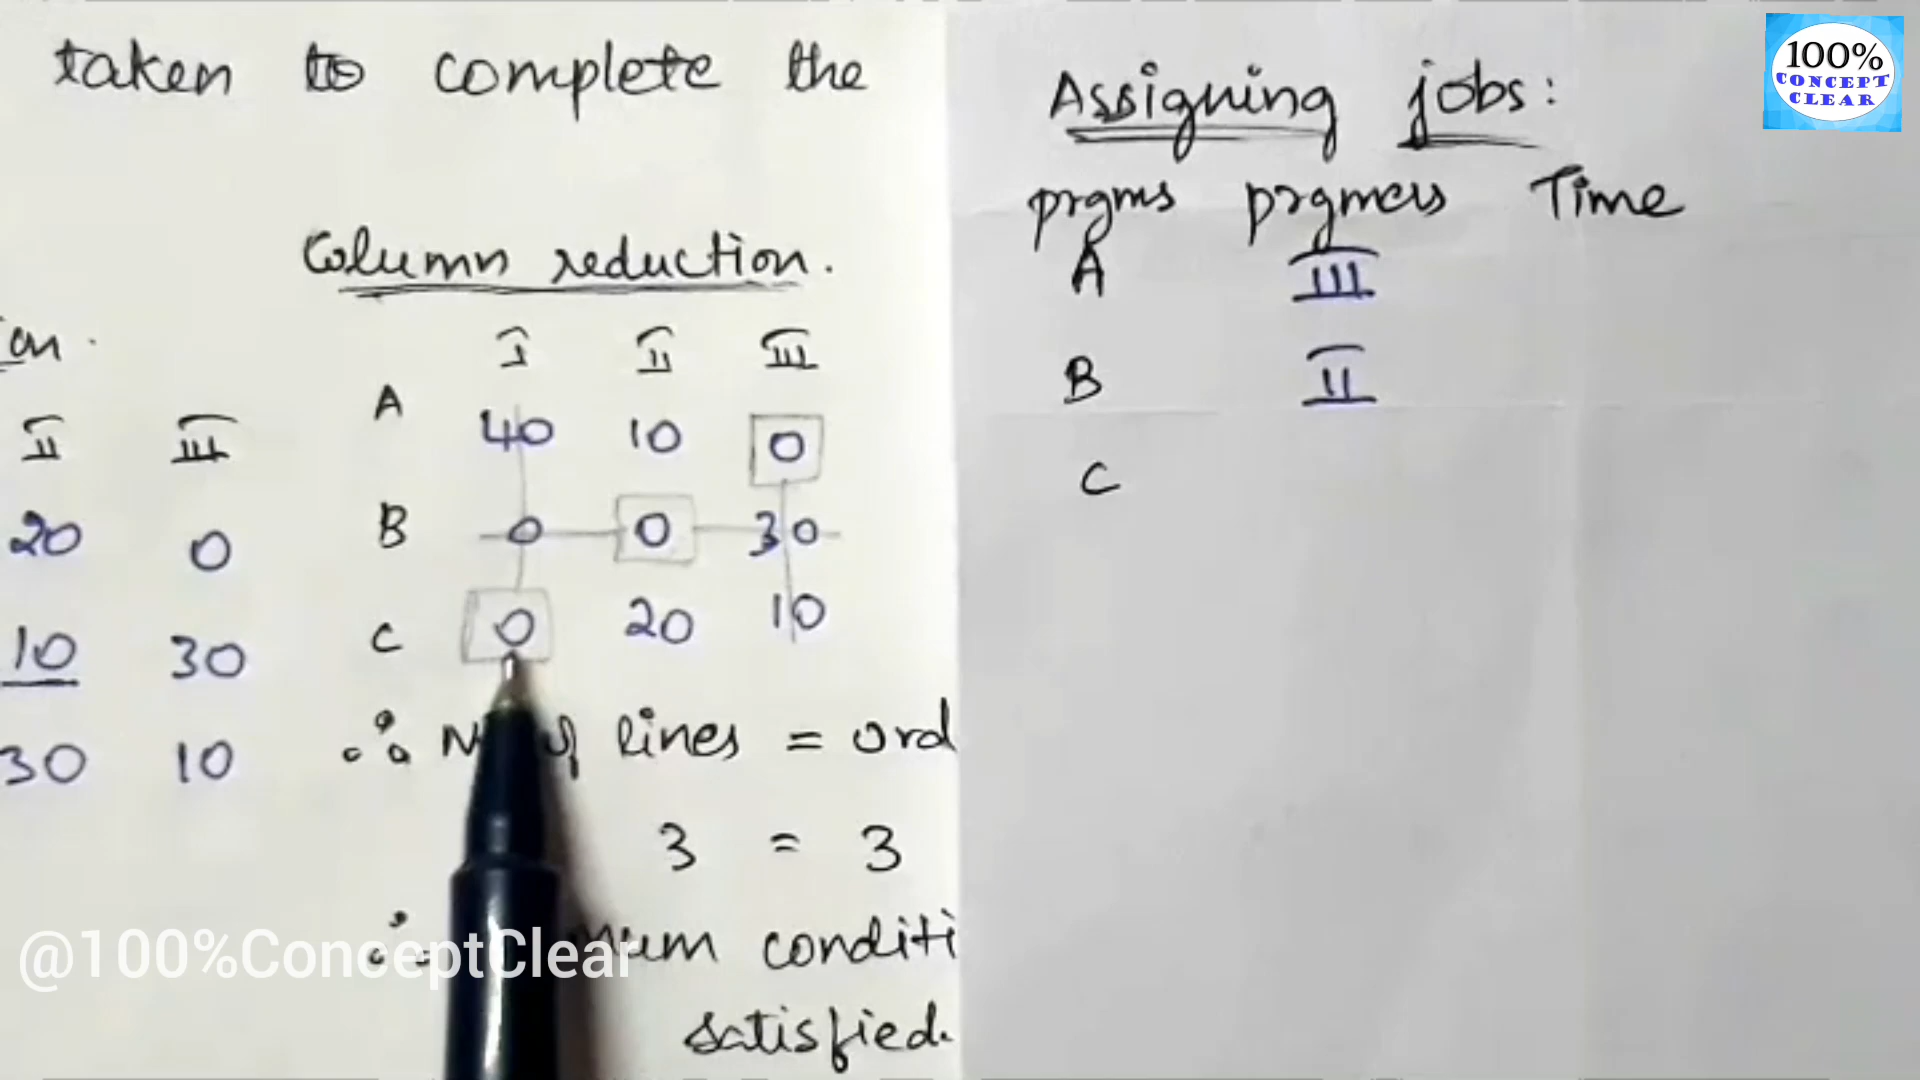 taken to complete the
Column reduction.
on.
II III
20 0
10 30
30 10
I II III
A 40 10 0
B 0 0 30
C 0 20 10
∴ lines = ord
3 = 3
∴ conditi
satisfied.
Assigning jobs:
prgms prgmers Time
A III
B II
C
100%
CONCEPT
CLEAR
@100%ConceptClear